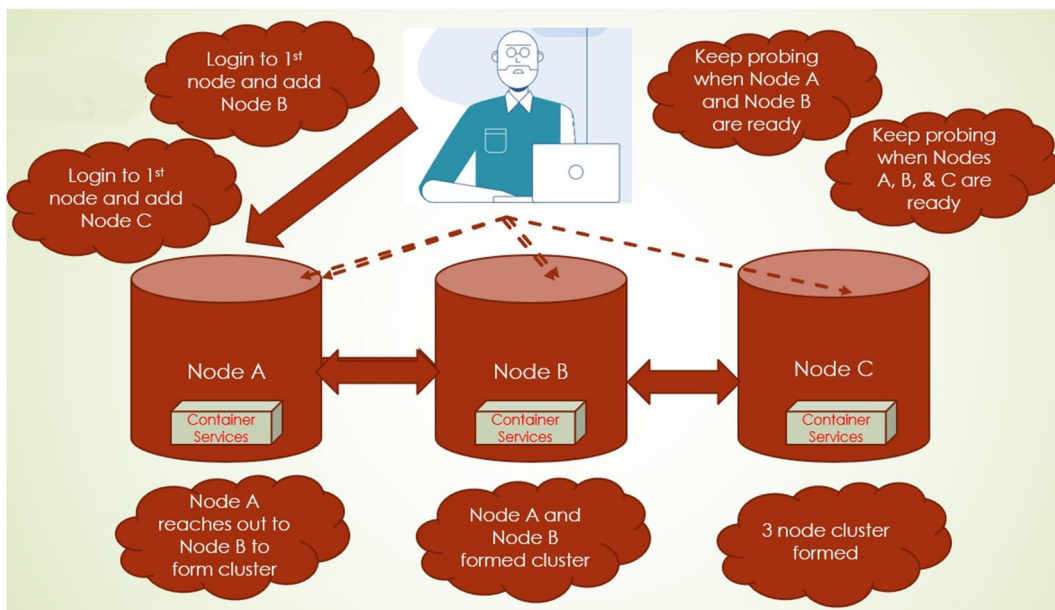 Login to 1st
node and add
Node B
Keep probing
when Node A
and Node B
are ready
Login to 1st
node and add
Node C
Keep probing
when Nodes
A, B, & C are
ready
Node A
Container
Services
Node B
Container
Services
Node C
Container
Services
Node A
reaches out to
Node B to
form cluster
Node A and
Node B
formed cluster
3 node cluster
formed